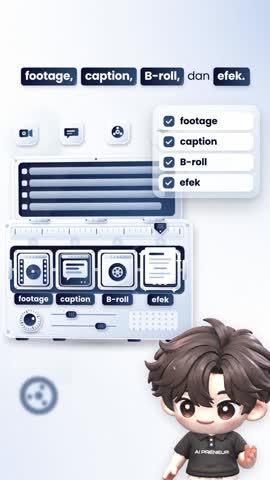 footage, caption, B-roll, dan efek.
footage
caption
B-roll
efek
footage caption B-roll efek
AI PRENEUR